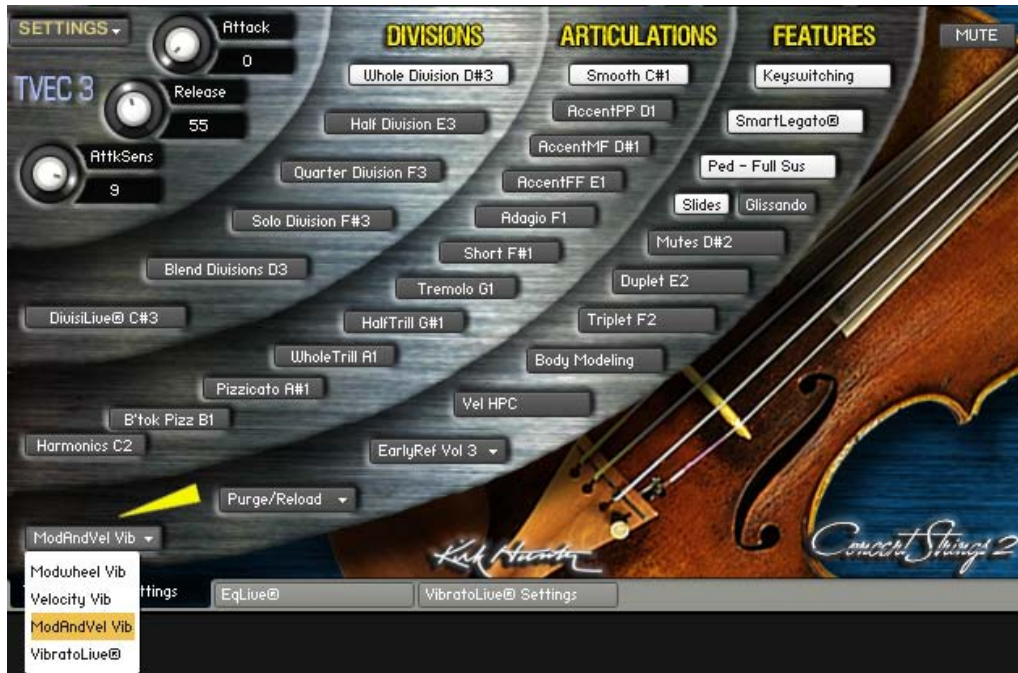 SETTINGS
Attack
0
DIVISIONS
ARTICULATIONS
FEATURES
MUTE
TVEC 3
Release
55
AttkSens
9
Whole Division D#3
Half Division E3
Quarter Division F3
Solo Division F#3
Blend Divisions D3
DivisiLive® C#3
Smooth C#1
AccentPP D1
AccentMF D#1
AccentFF E1
Adagio F1
Short F#1
Tremolo G1
HalfTrill G#1
WholeTrill A1
Pizzicato A#1
B'tok Pizz B1
Harmonics C2
Keyswitching
SmartLegato®
Ped - Full Sus
Slides
Glissando
Mutes D#2
Duplet E2
Triplet F2
Body Modeling
Vel HPC
EarlyRef Vol 3
Purge/Reload
ModAndVel Vib
Modwheel Vib
Velocity Vib
ModAndVel Vib
VibratoLive®
Kirk Hunter
Concert Strings 2
EqLive®
VibratoLive® Settings